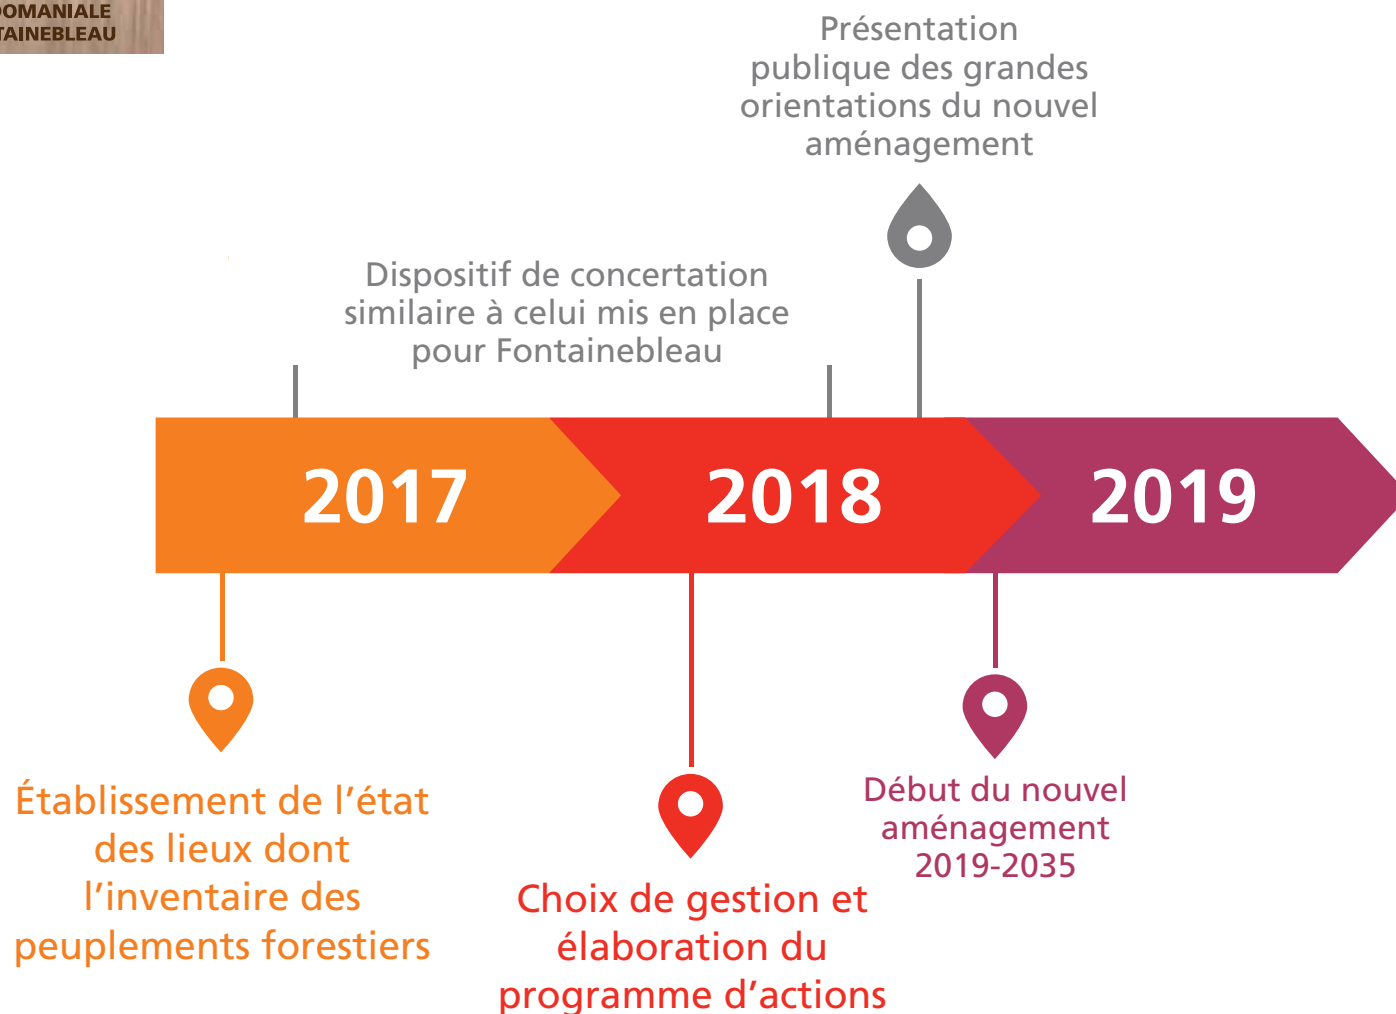 DOMANIALE
TAINEBLEAU
Présentation
publique des grandes
orientations du nouvel
aménagement
Dispositif de concertation
similaire à celui mis en place
pour Fontainebleau
2017
2018
2019
Établissement de l’état
des lieux dont
l’inventaire des
peuplements forestiers
Choix de gestion et
élaboration du
programme d’actions
Début du nouvel
aménagement
2019-2035